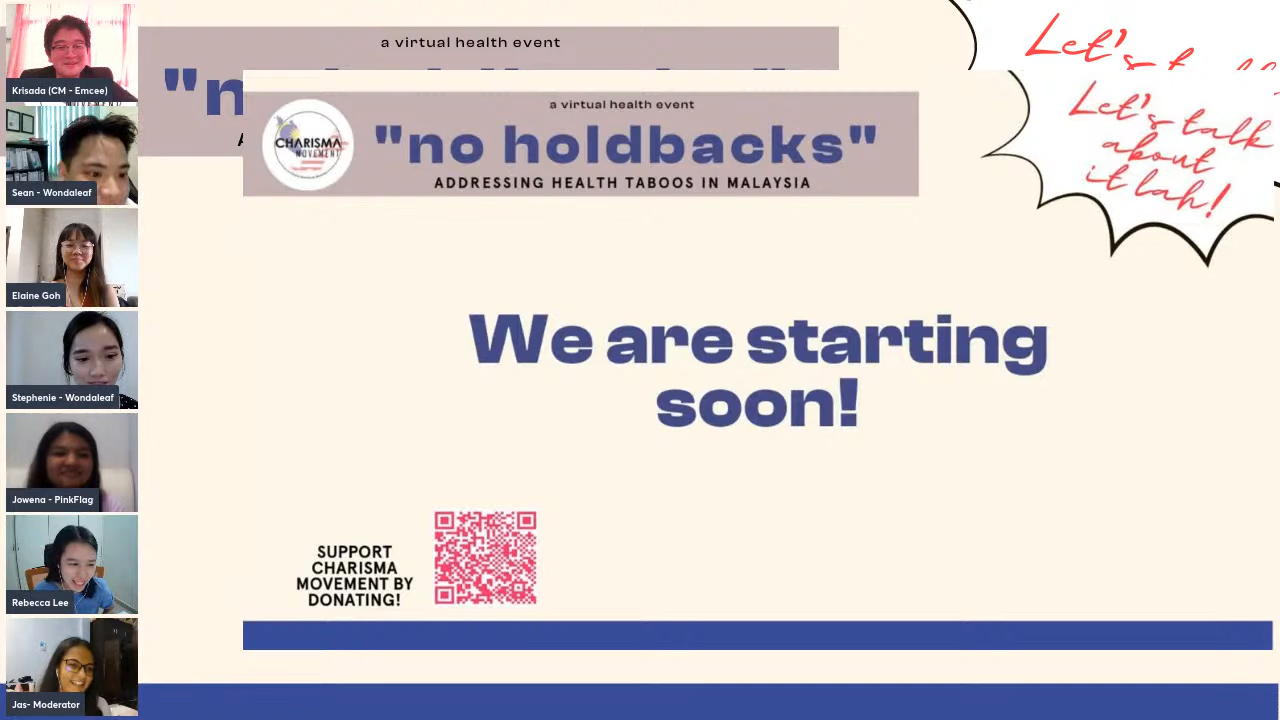 Krisada (CM - Emcee)
Sean - Wondaleaf
Elaine Goh
Stephenie - Wondaleaf
Jowena - PinkFlag
Rebecca Lee
Jas- Moderator
a virtual health event
"n
Let's
a virtual health event
CHARISMA
MOVEMENT
"no holdbacks"
ADDRESSING HEALTH TABOOS IN MALAYSIA
Let's talk
about
it lah!
We are starting
soon!
SUPPORT
CHARISMA
MOVEMENT BY
DONATING!